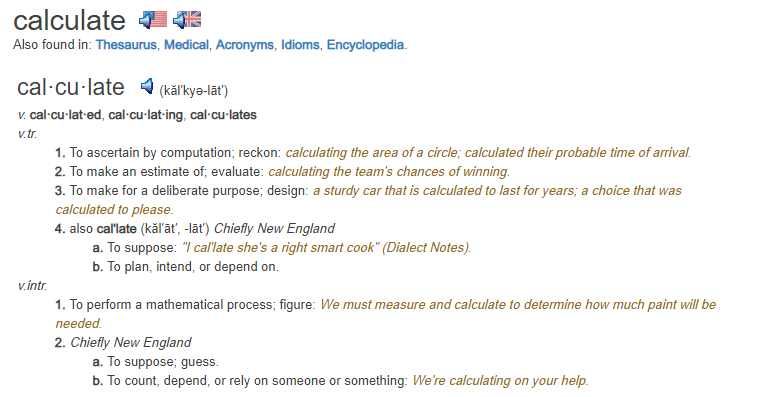 calculate
Also found in: Thesaurus, Medical, Acronyms, Idioms, Encyclopedia.
cal·cu·late (kăl′kyə-lāt′)
v. cal·cu·lat·ed, cal·cu·lat·ing, cal·cu·lates
v.tr.
1. To ascertain by computation; reckon: calculating the area of a circle; calculated their probable time of arrival.
2. To make an estimate of; evaluate: calculating the team's chances of winning.
3. To make for a deliberate purpose; design: a sturdy car that is calculated to last for years; a choice that was
calculated to please.
4. also cal'late (kăl′āt′, -lāt′) Chiefly New England
a. To suppose: "I cal'late she's a right smart cook" (Dialect Notes).
b. To plan, intend, or depend on.
v.intr.
1. To perform a mathematical process; figure: We must measure and calculate to determine how much paint will be
needed.
2. Chiefly New England
a. To suppose; guess.
b. To count, depend, or rely on someone or something: We're calculating on your help.